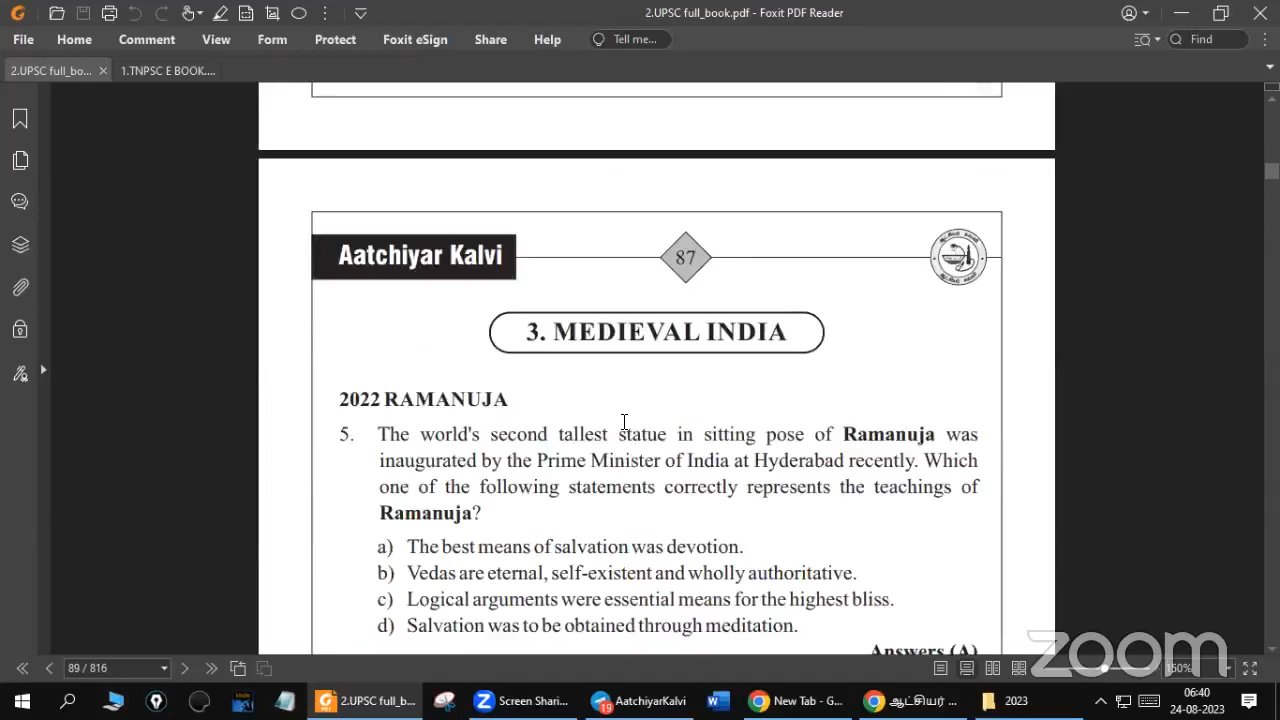 2.UPSC full_book.pdf - Foxit PDF Reader
File Home Comment View Form Protect Foxit eSign Share Help Tell me... Find
2.UPSC full_bo... 1.TNPSC E BOOK....
Aatchiyar Kalvi 87
3. MEDIEVAL INDIA
2022 RAMANUJA
5. The world's second tallest statue in sitting pose of Ramanuja was
inaugurated by the Prime Minister of India at Hyderabad recently. Which
one of the following statements correctly represents the teachings of
Ramanuja?
a) The best means of salvation was devotion.
b) Vedas are eternal, self-existent and wholly authoritative.
c) Logical arguments were essential means for the highest bliss.
d) Salvation was to be obtained through meditation.
Answers (A)
zoom
89 / 816 150%
2.UPSC full_b... Screen Shari... AatchiyarKalvi New Tab - G... ஆட்சியர் ... 2023 06:40
24-08-2023